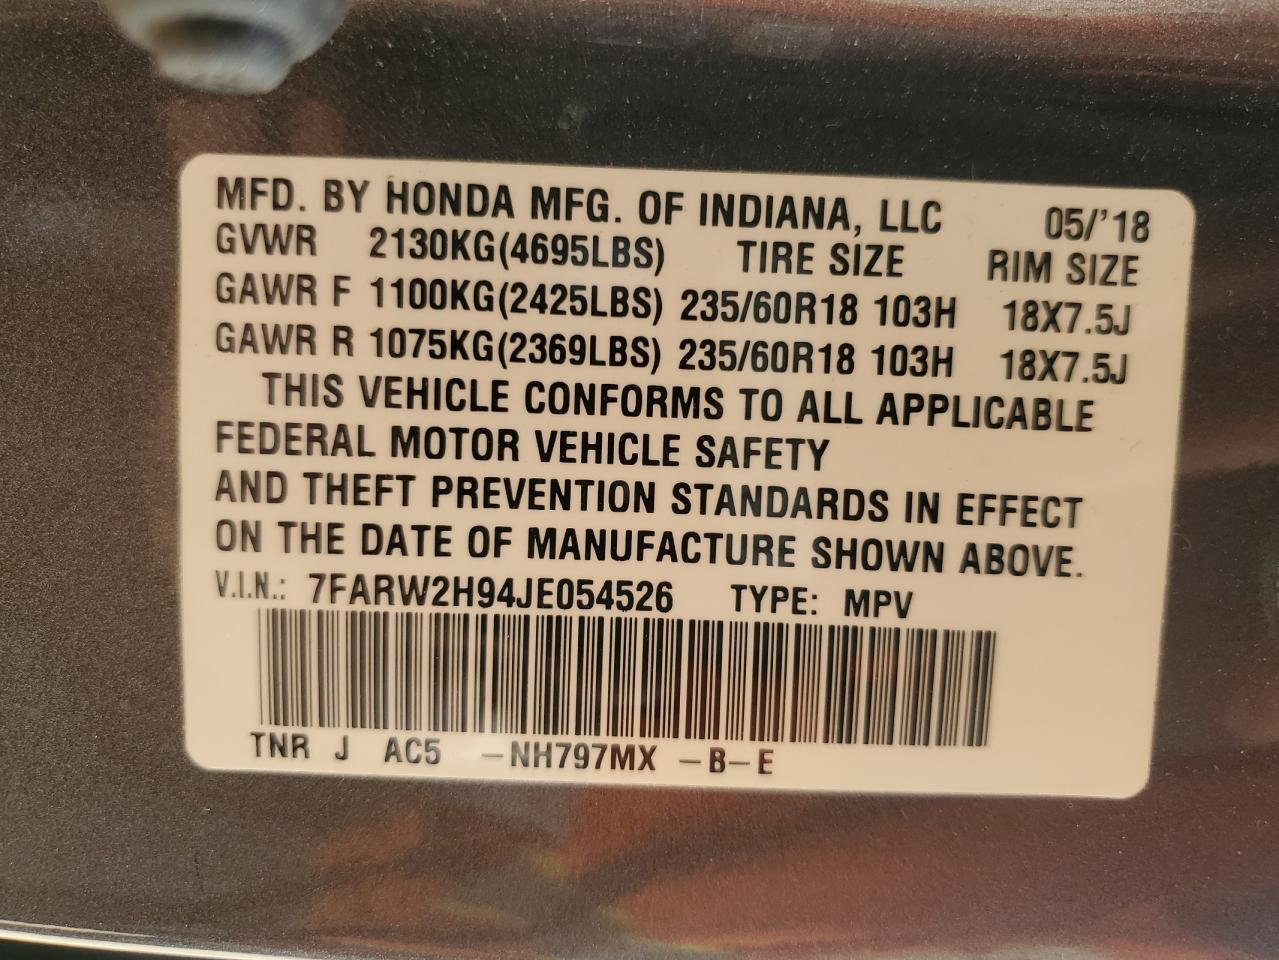 MFD. BY HONDA MFG. OF INDIANA, LLC 05/'18
GVWR 2130KG(4695LBS) TIRE SIZE RIM SIZE
GAWR F 1100KG(2425LBS) 235/60R18 103H 18X7.5J
GAWR R 1075KG(2369LBS) 235/60R18 103H 18X7.5J
THIS VEHICLE CONFORMS TO ALL APPLICABLE
FEDERAL MOTOR VEHICLE SAFETY
AND THEFT PREVENTION STANDARDS IN EFFECT
ON THE DATE OF MANUFACTURE SHOWN ABOVE.
V.I.N.: 7FARW2H94JE054526 TYPE: MPV
TNR J AC5 -NH797MX -B-E